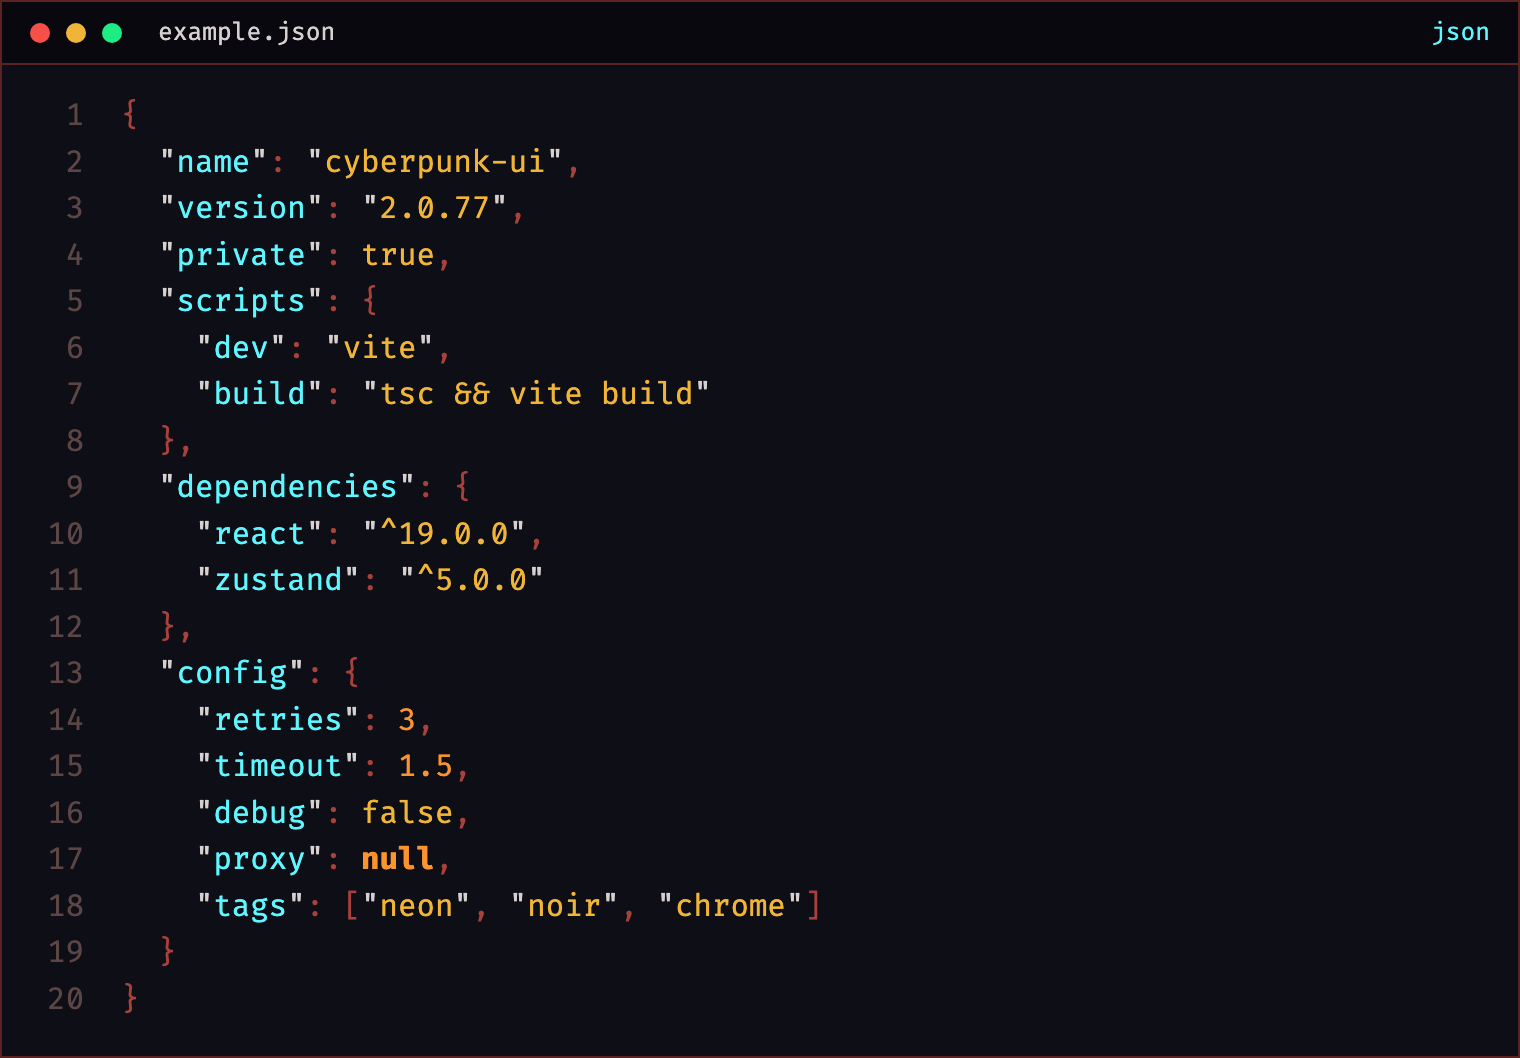 example.json
json
1 {
2   "name": "cyberpunk-ui",
3   "version": "2.0.77",
4   "private": true,
5   "scripts": {
6     "dev": "vite",
7     "build": "tsc && vite build"
8   },
9   "dependencies": {
10     "react": "^19.0.0",
11     "zustand": "^5.0.0"
12   },
13   "config": {
14     "retries": 3,
15     "timeout": 1.5,
16     "debug": false,
17     "proxy": null,
18     "tags": ["neon", "noir", "chrome"]
19   }
20 }